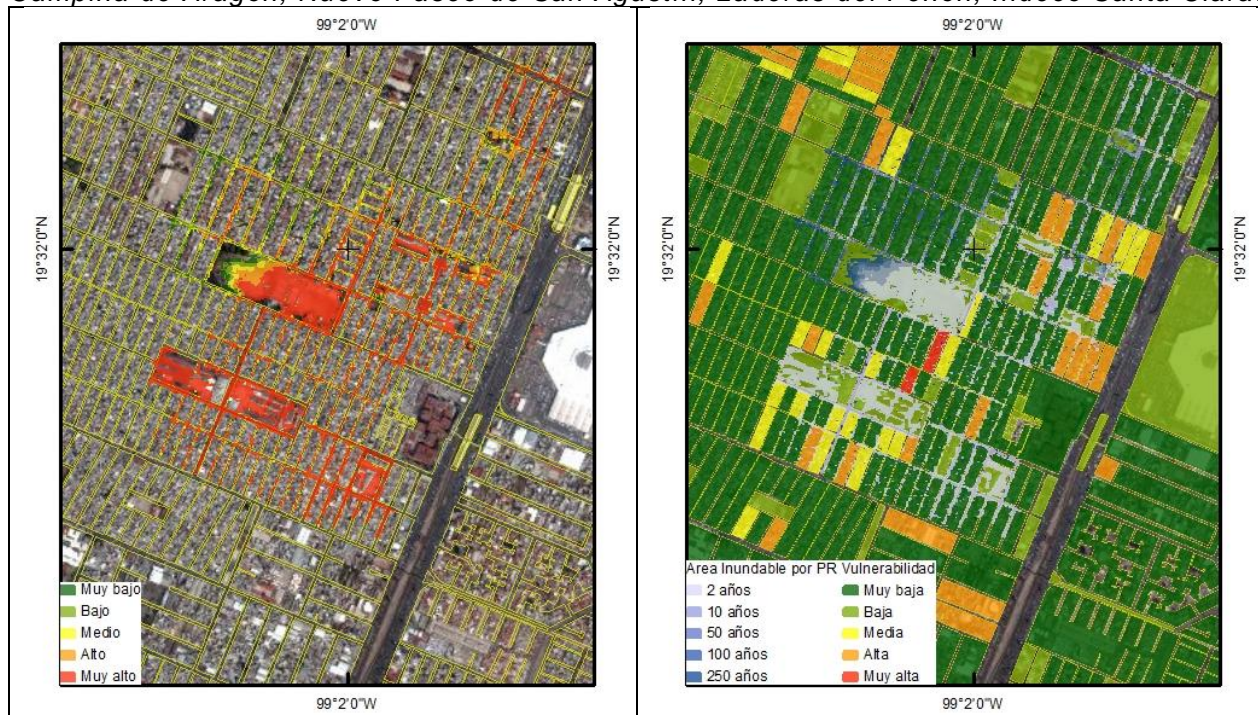 Campiña de Aragón, Nuevo Paseo de San Agustín, Laderas del Peñón, Indeco Santa Clara
99°2'0"W
99°2'0"W
19°32'0"N
19°32'0"N
19°32'0"N
19°32'0"N
Muy bajo
Bajo
Medio
Alto
Muy alto
Area Inundable por PR Vulnerabilidad
2 años Muy baja
10 años Baja
50 años Media
100 años Alta
250 años Muy alta
99°2'0"W
99°2'0"W